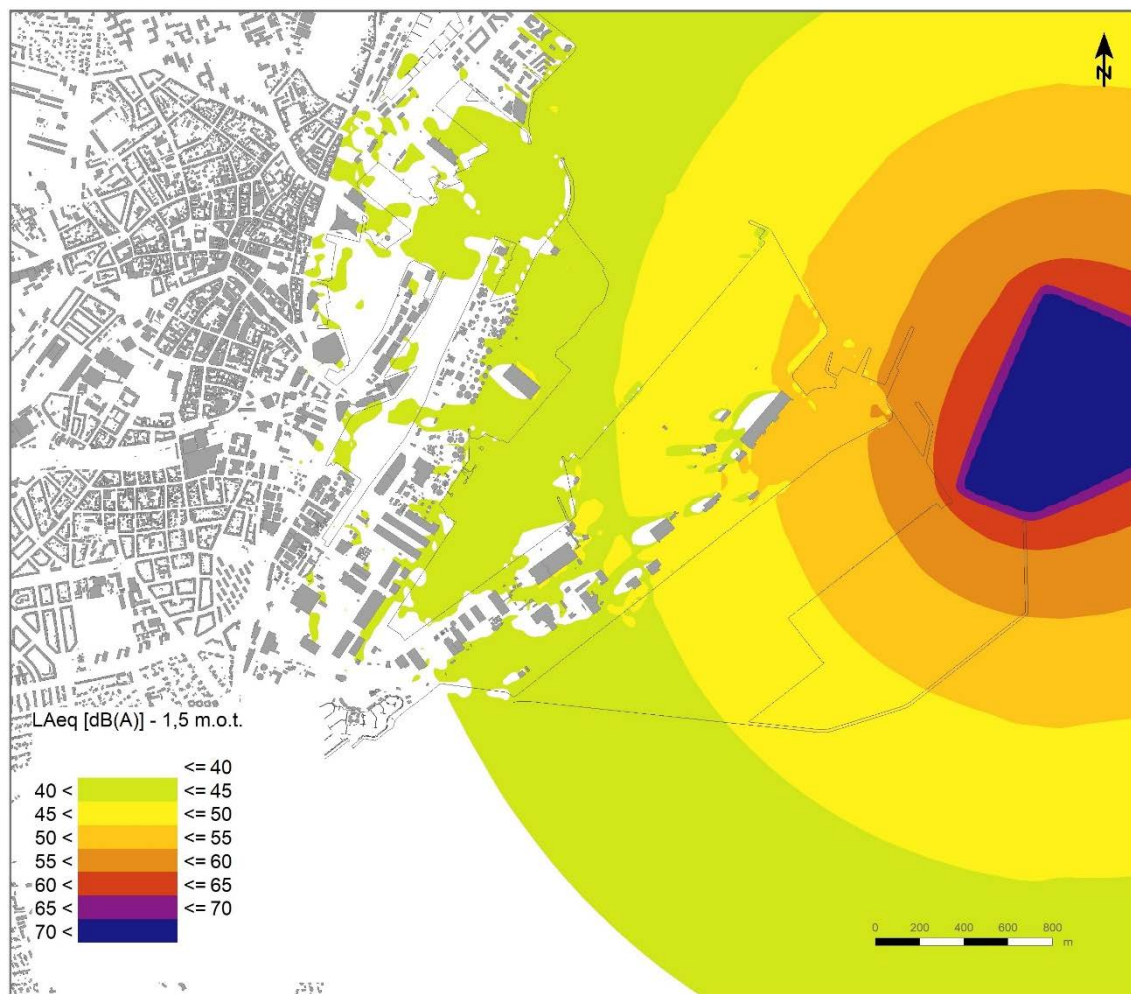 N
LAeq [dB(A)] - 1,5 m.o.t.
<= 40
40 < <= 45
45 < <= 50
50 < <= 55
55 < <= 60
60 < <= 65
65 < <= 70
70 <
0 200 400 600 800
m